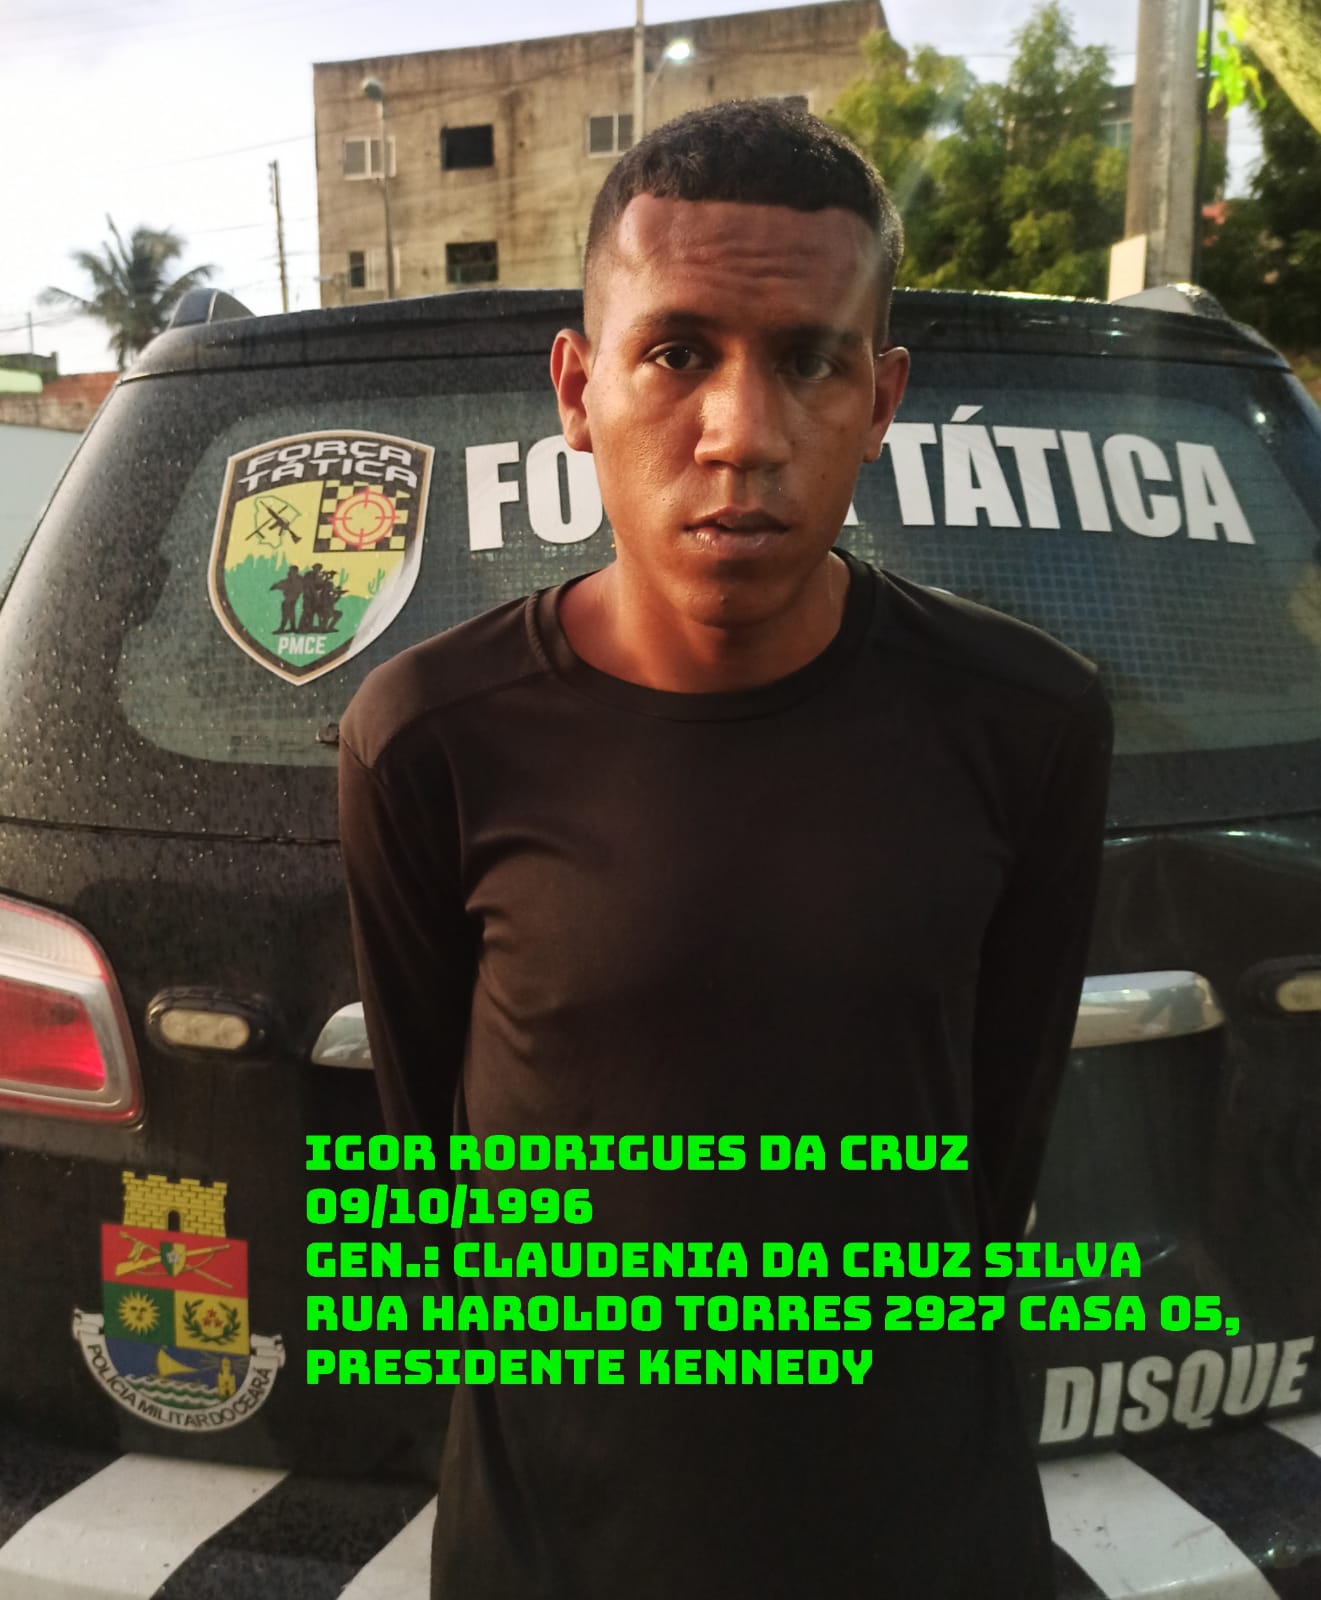 FORÇA
TÁTICA
PMCE
FO TÁTICA
IGOR RODRIGUES DA CRUZ
09/10/1996
GEN.: CLAUDENIA DA CRUZ SILVA
RUA HAROLDO TORRES 2927 CASA 05,
PRESIDENTE KENNEDY
POLÍCIA MILITAR DO CEARÁ
DISQUE